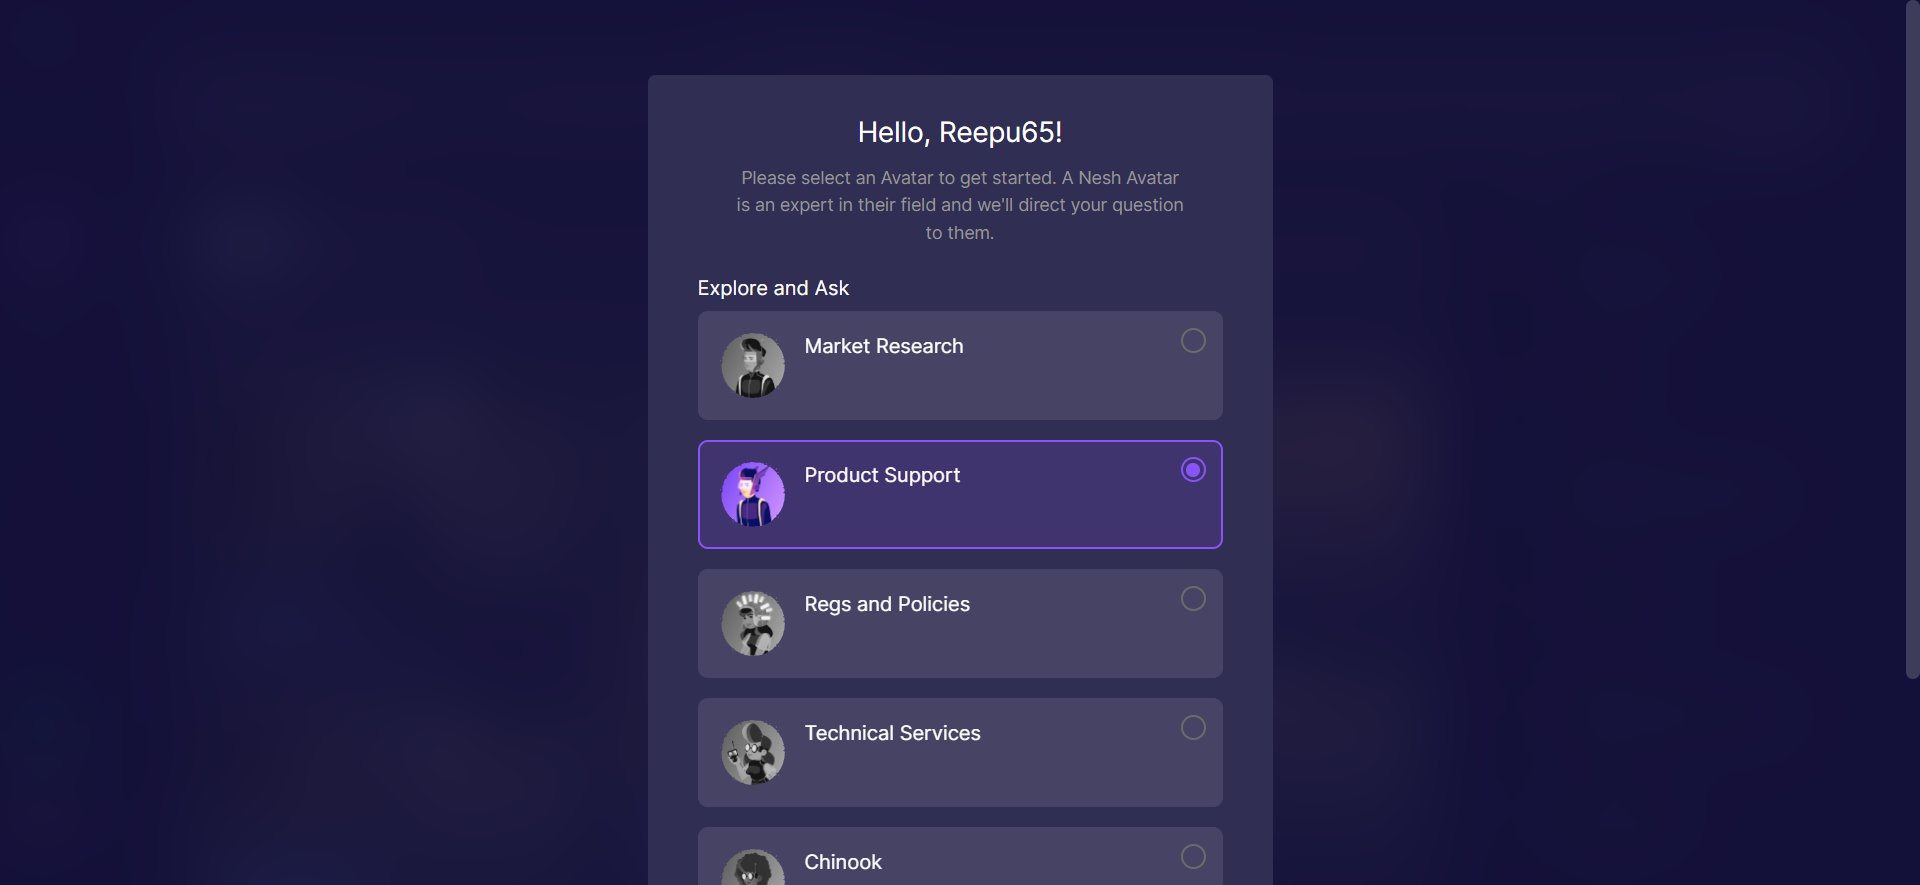 Hello, Reepu65!
Please select an Avatar to get started. A Nesh Avatar
is an expert in their field and we'll direct your question
to them.
Explore and Ask
Market Research
Product Support
Regs and Policies
Technical Services
Chinook